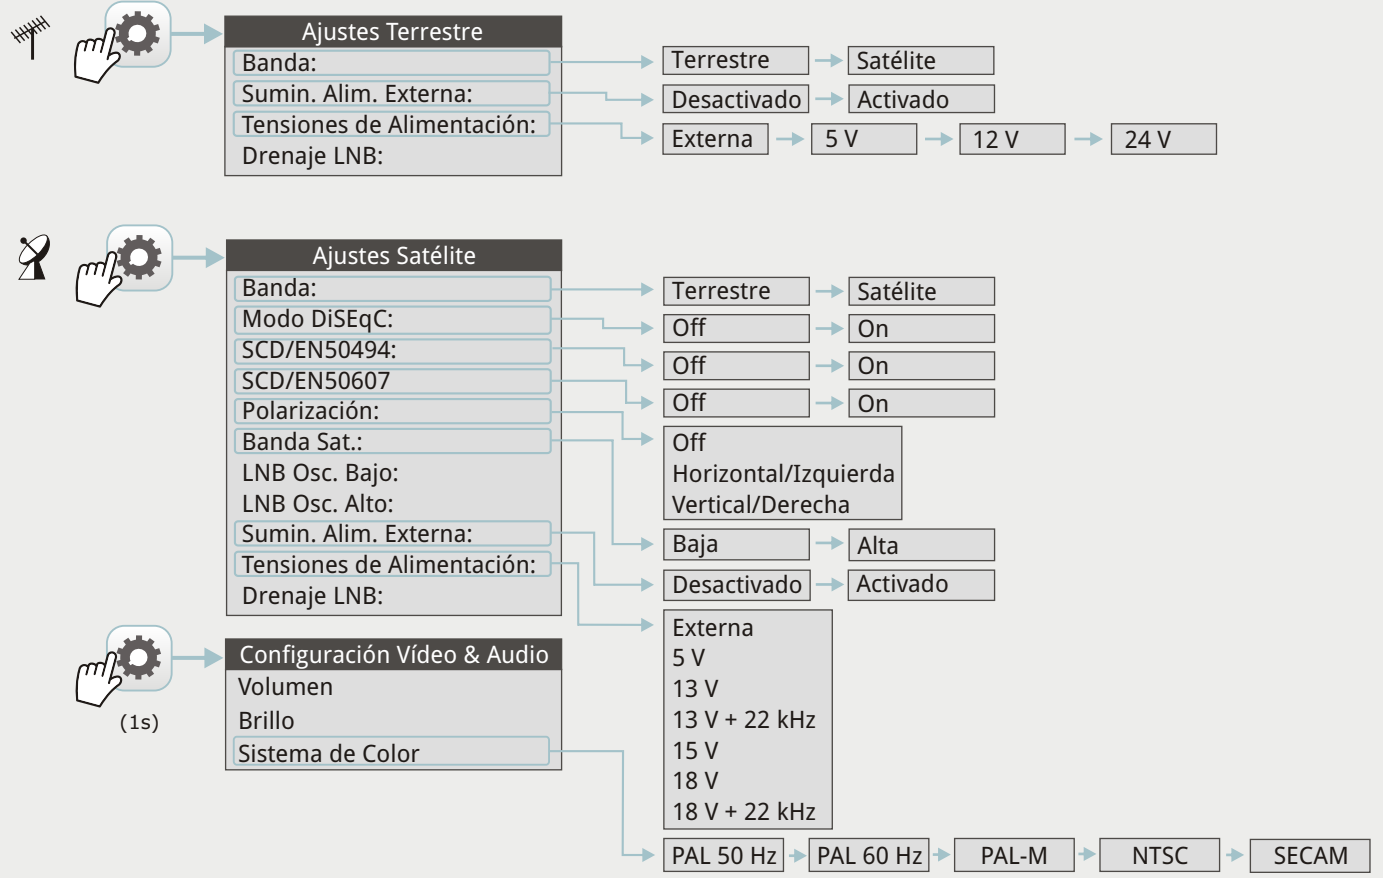 Ajustes Terrestre
Banda:
Terrestre
Satélite
Sumin. Alim. Externa:
Desactivado
Activado
Tensiones de Alimentación:
Externa
5 V
12 V
24 V
Drenaje LNB:
Ajustes Satélite
Banda:
Terrestre
Satélite
Modo DiSEqC:
Off
On
SCD/EN50494:
Off
On
SCD/EN50607
Off
On
Polarización:
Off
Horizontal/Izquierda
Vertical/Derecha
Banda Sat.:
Baja
Alta
LNB Osc. Bajo:
LNB Osc. Alto:
Sumin. Alim. Externa:
Desactivado
Activado
Tensiones de Alimentación:
Externa
5 V
13 V
13 V + 22 kHz
15 V
18 V
18 V + 22 kHz
Drenaje LNB:
(1s)
Configuración Vídeo & Audio
Volumen
Brillo
Sistema de Color
PAL 50 Hz
PAL 60 Hz
PAL-M
NTSC
SECAM